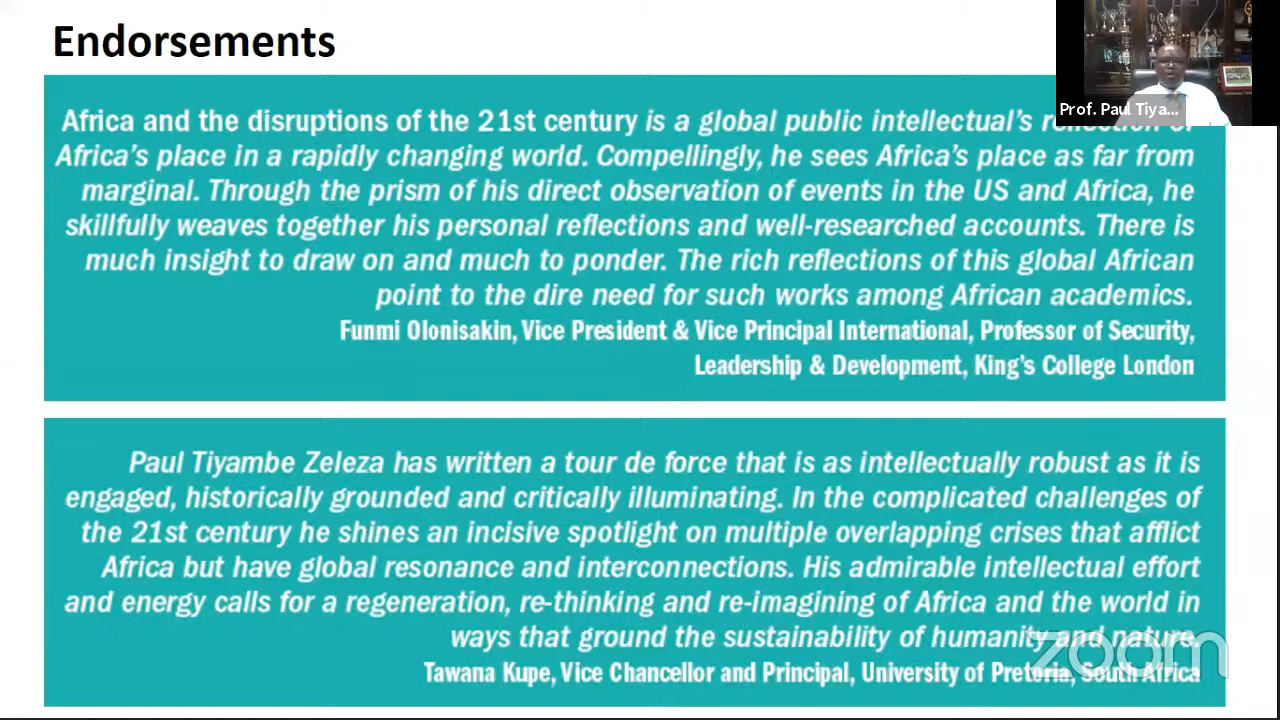 Endorsements
Prof. Paul Tiya...
Africa and the disruptions of the 21st century is a global public intellectual's reflection of
Africa's place in a rapidly changing world. Compellingly, he sees Africa's place as far from
marginal. Through the prism of his direct observation of events in the US and Africa, he
skillfully weaves together his personal reflections and well-researched accounts. There is
much insight to draw on and much to ponder. The rich reflections of this global African
point to the dire need for such works among African academics.
Funmi Olonisakin, Vice President & Vice Principal International, Professor of Security,
Leadership & Development, King's College London
Paul Tiyambe Zeleza has written a tour de force that is as intellectually robust as it is
engaged, historically grounded and critically illuminating. In the complicated challenges of
the 21st century he shines an incisive spotlight on multiple overlapping crises that afflict
Africa but have global resonance and interconnections. His admirable intellectual effort
and energy calls for a regeneration, re-thinking and re-imagining of Africa and the world in
ways that ground the sustainability of humanity and nature.
Tawana Kupe, Vice Chancellor and Principal, University of Pretoria, South Africa
zoom